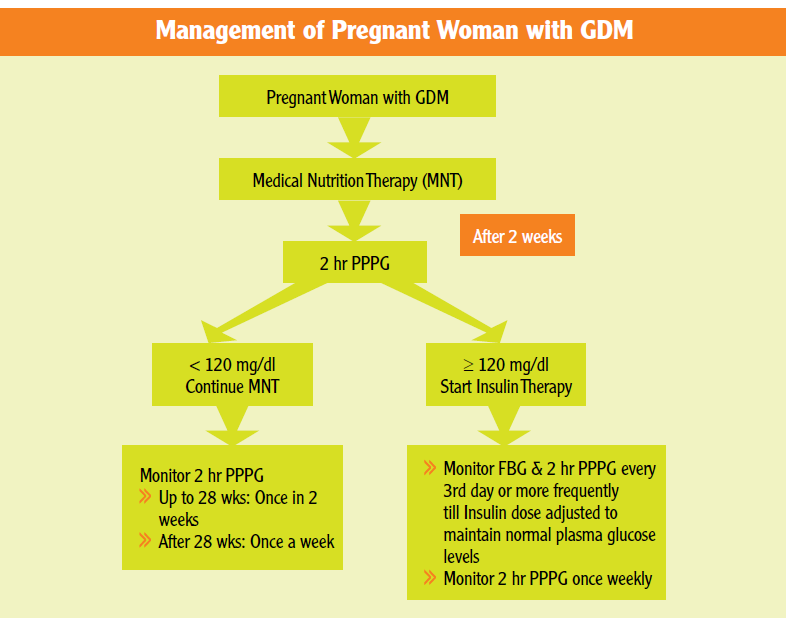 Management of Pregnant Woman with GDM
Pregnant Woman with GDM
Medical Nutrition Therapy (MNT)
After 2 weeks
2 hr PPPG
< 120 mg/dl
Continue MNT
≥ 120 mg/dl
Start Insulin Therapy
Monitor 2 hr PPPG
» Up to 28 wks: Once in 2
weeks
» After 28 wks: Once a week
» Monitor FBG & 2 hr PPPG every
3rd day or more frequently
till Insulin dose adjusted to
maintain normal plasma glucose
levels
» Monitor 2 hr PPPG once weekly